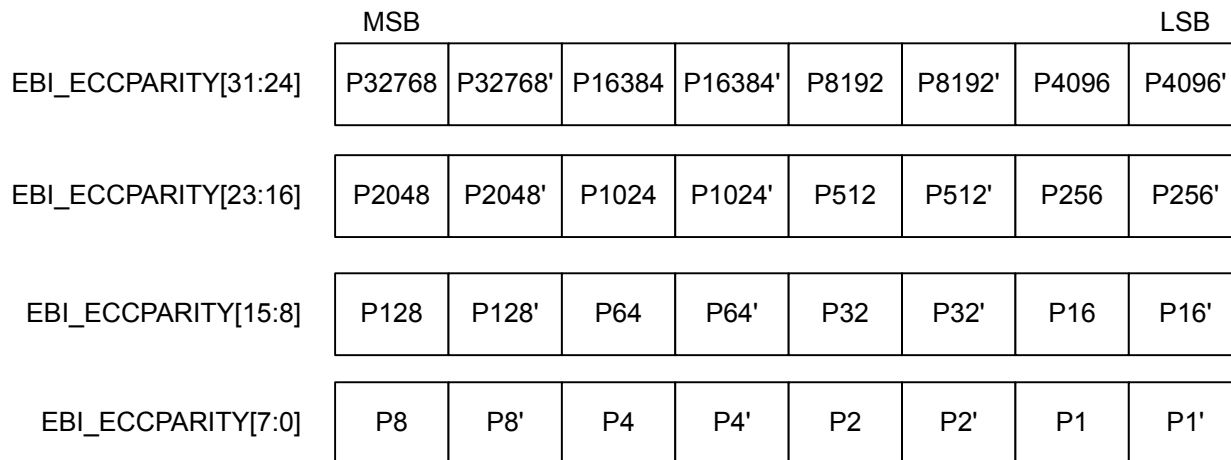 MSB LSB
EBI_ECCPARITY[31:24] P32768 P32768' P16384 P16384' P8192 P8192' P4096 P4096'
EBI_ECCPARITY[23:16] P2048 P2048' P1024 P1024' P512 P512' P256 P256'
EBI_ECCPARITY[15:8] P128 P128' P64 P64' P32 P32' P16 P16'
EBI_ECCPARITY[7:0] P8 P8' P4 P4' P2 P2' P1 P1'